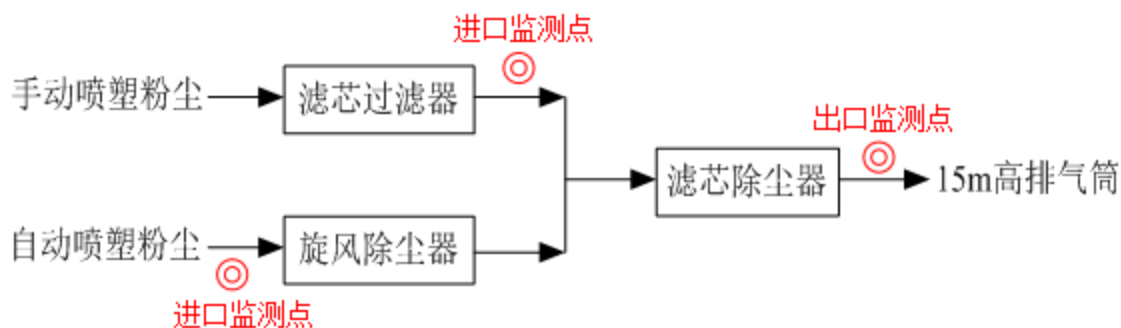 进口监测点
手动喷塑粉尘
滤芯过滤器
出口监测点
滤芯除尘器
15m高排气筒
自动喷塑粉尘
旋风除尘器
进口监测点